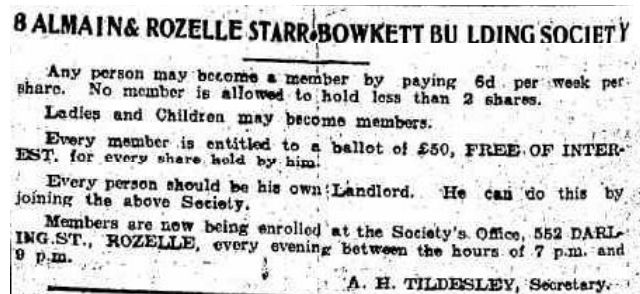 8 ALMAIN & ROZELLE STARR-BOWKETT BU LDING SOCIETY
Any person may become a member by paying 6d per week per
share. No member is allowed to hold less than 2 shares.
Ladies and Children may become members.
Every member is entitled to a ballot of £50, FREE OF INTER-
EST. for every share held by him.
Every person should be his own Landlord. He can do this by
joining the above Society.
Members are now being enrolled at the Society's Office, 552 DARL-
ING ST., ROZELLE, every evening between the hours of 7 p.m. and
9 p.m.
A. H. TILDESLEY, Secretary.